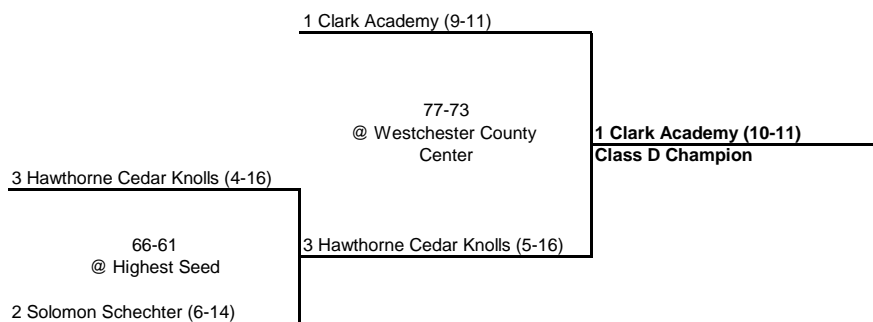 1 Clark Academy (9-11)
77-73
@ Westchester County
Center
1 Clark Academy (10-11)
Class D Champion
3 Hawthorne Cedar Knolls (4-16)
66-61
@ Highest Seed
3 Hawthorne Cedar Knolls (5-16)
2 Solomon Schechter (6-14)